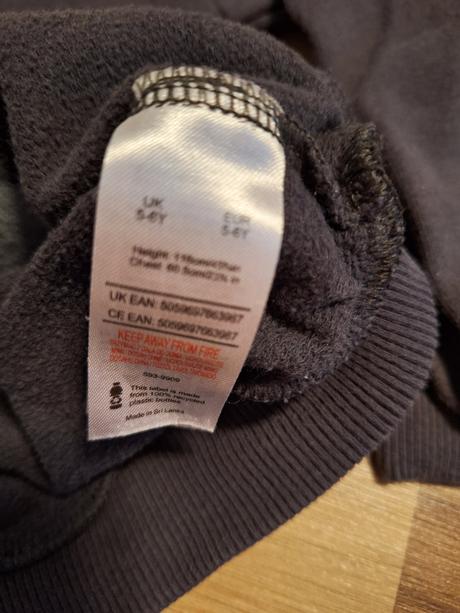 UK
5-6Y
EUR
5-6Y
Height: 116cm/45½in
Chest: 60.5cm/23¾ in
UK EAN: 5059697663987
CE EAN: 5059697663987
KEEP AWAY FROM FIRE
593-9909
This label is made
from 100% recycled
plastic bottles
Made in Sri Lanka